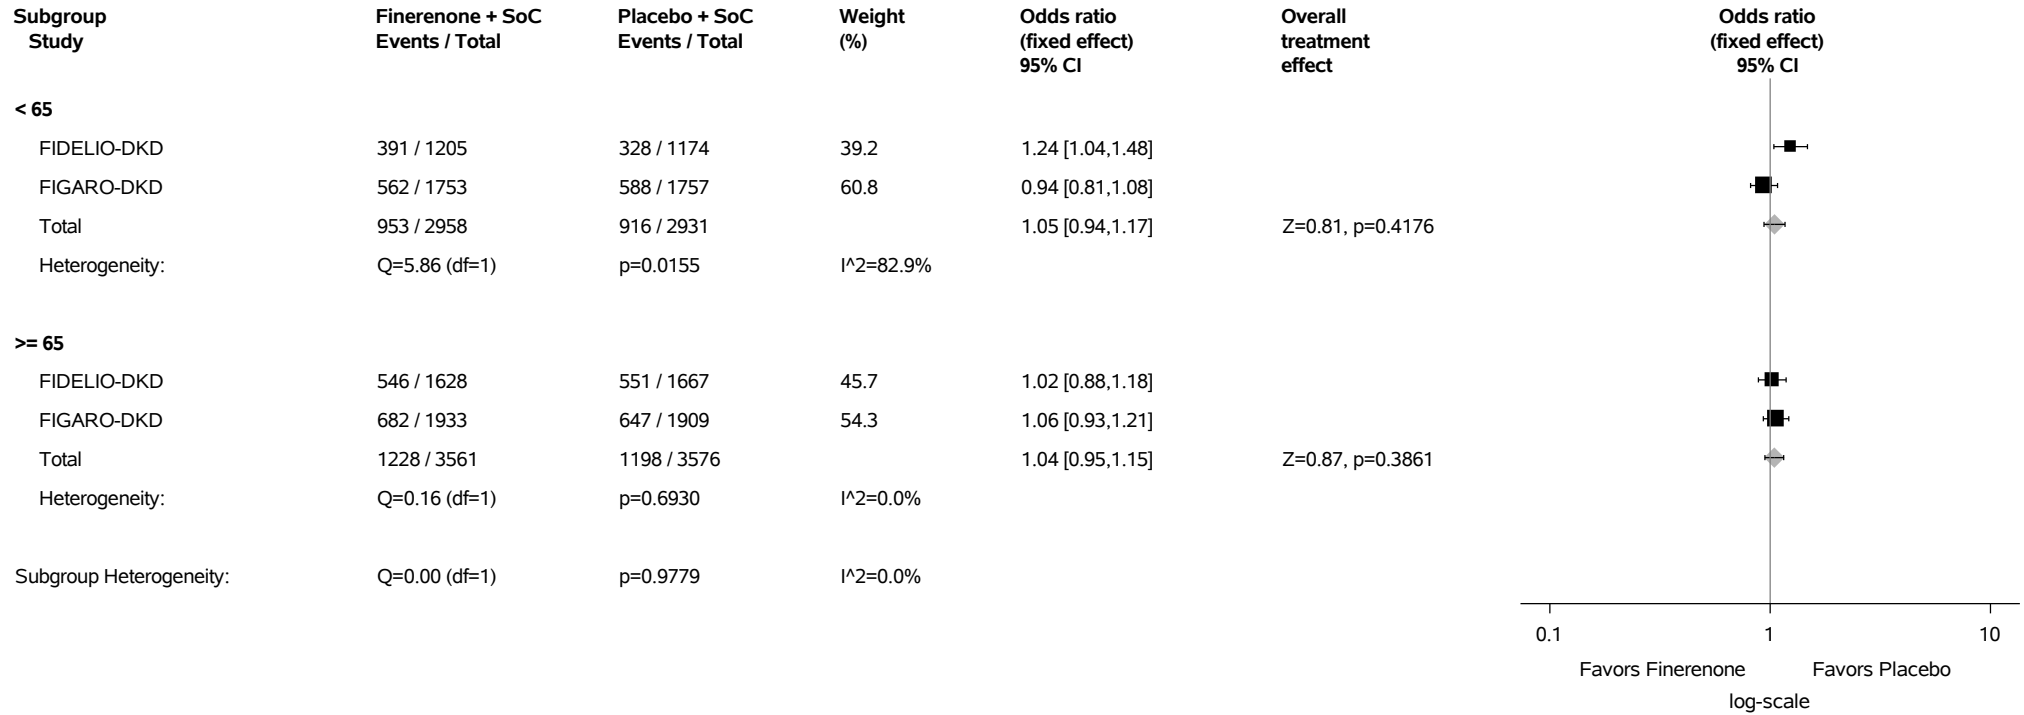 Subgroup Finerenone + SoC Placebo + SoC Weight Odds ratio Overall Odds ratio
Study Events / Total Events / Total (%) (fixed effect) treatment (fixed effect)
95% CI effect 95% CI
< 65
FIDELIO-DKD 391 / 1205 328 / 1174 39.2 1.24 [1.04,1.48]
FIGARO-DKD 562 / 1753 588 / 1757 60.8 0.94 [0.81,1.08]
Total 953 / 2958 916 / 2931 1.05 [0.94,1.17] Z=0.81, p=0.4176
Heterogeneity: Q=5.86 (df=1) p=0.0155 I^2=82.9%
>= 65
FIDELIO-DKD 546 / 1628 551 / 1667 45.7 1.02 [0.88,1.18]
FIGARO-DKD 682 / 1933 647 / 1909 54.3 1.06 [0.93,1.21]
Total 1228 / 3561 1198 / 3576 1.04 [0.95,1.15] Z=0.87, p=0.3861
Heterogeneity: Q=0.16 (df=1) p=0.6930 I^2=0.0%
Subgroup Heterogeneity: Q=0.00 (df=1) p=0.9779 I^2=0.0%
0.1 1 10
Favors Finerenone Favors Placebo
log-scale